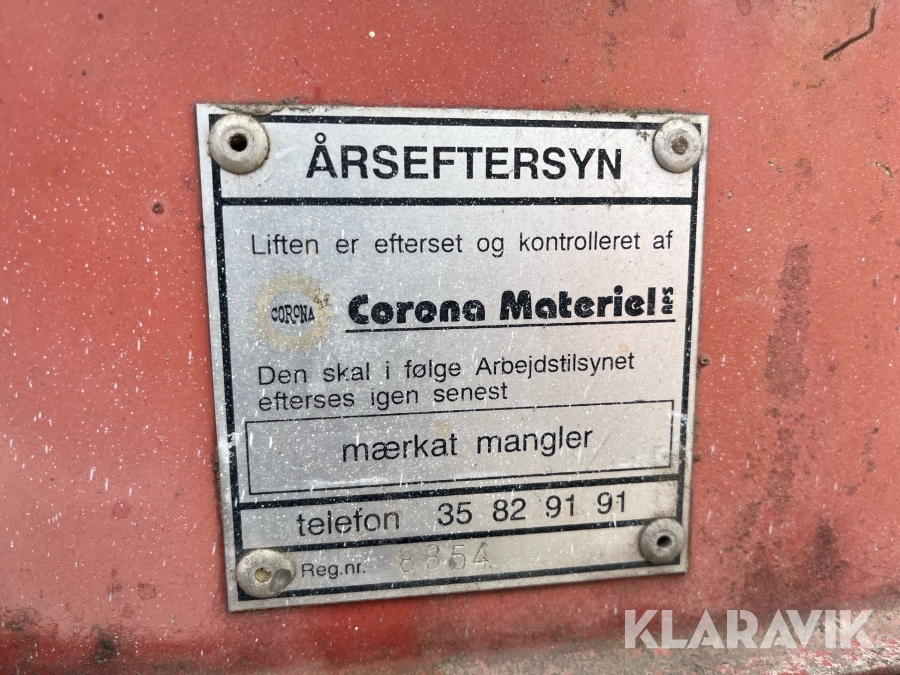 ÅRSEFTERSYN
Liften er efterset og kontrolleret af
CORONA
Corona Materiel APS
Den skal i følge Arbejdstilsynet
efterses igen senest
mærkat mangler
telefon 35 82 91 91
Reg.nr. 8354
KLARAVIK